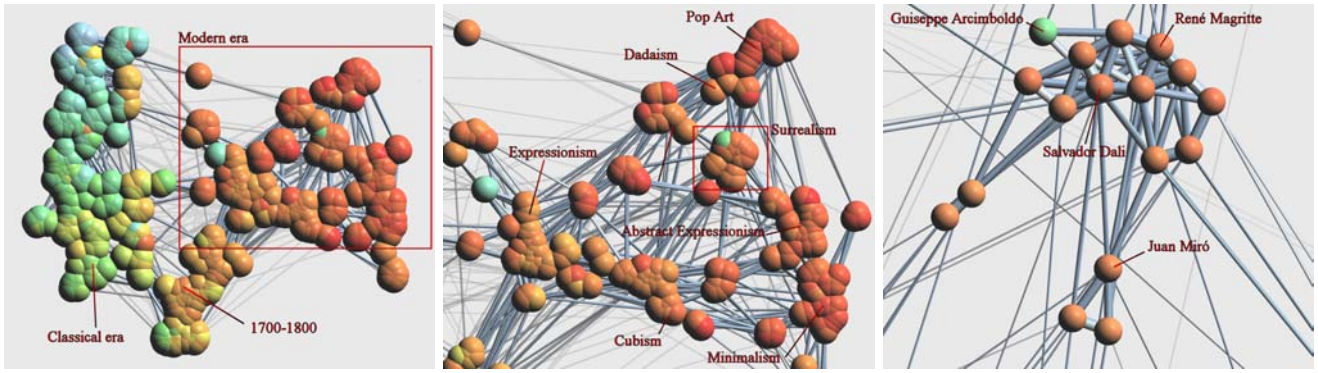 Modern era
Classical era
1700-1800
Pop Art
Dadaism
Surrealism
Expressionism
Abstract Expressionism
Cubism
Minimalism
Guiseppe Arcimboldo
René Magritte
Salvador Dali
Juan Miró